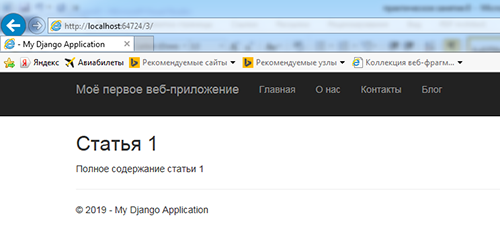 http://localhost:64724/3/
- My Django Application
Яндекс Авиабилеты Рекомендуемые сайты Рекомендуемые узлы Коллекция веб-фрагм...
Моё первое веб-приложение Главная О нас Контакты Блог
Статья 1
Полное содержание статьи 1
© 2019 - My Django Application